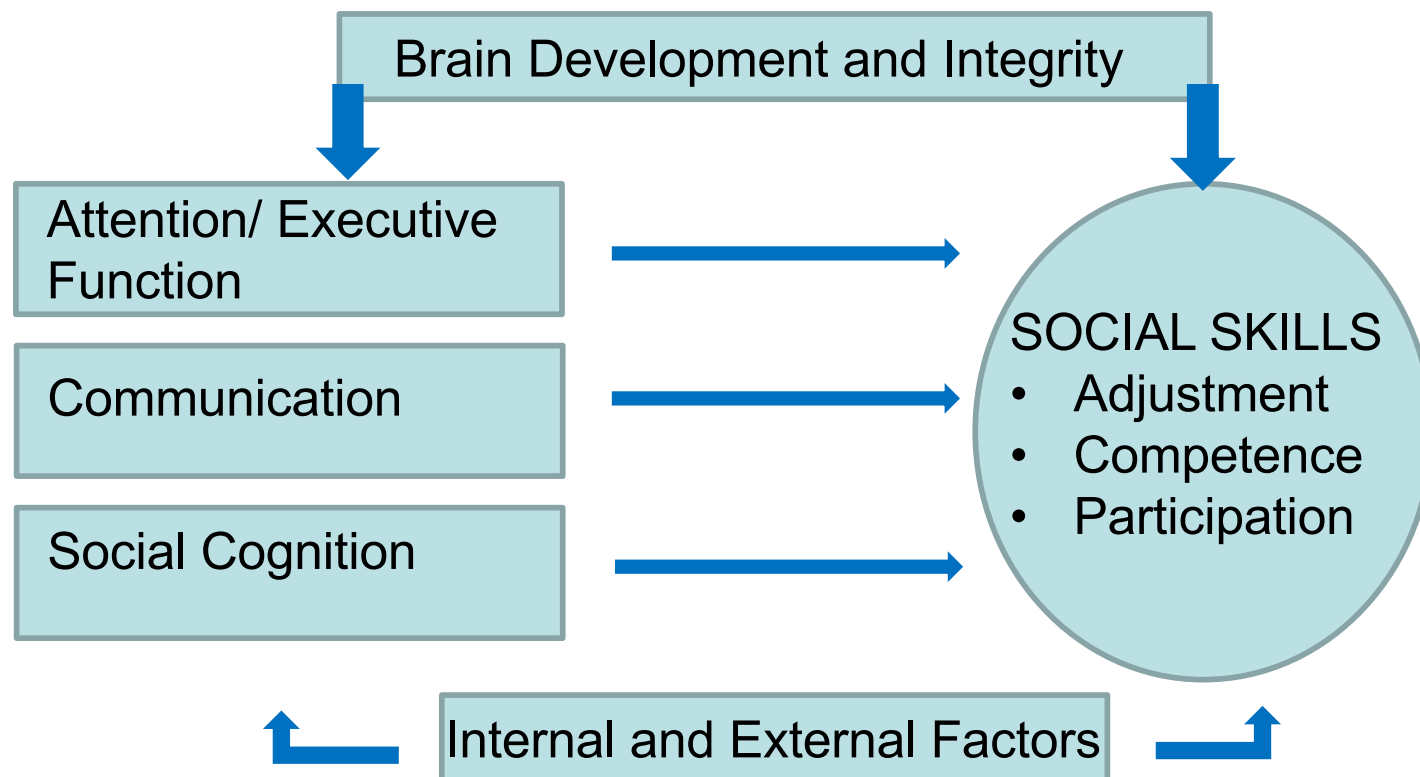 Brain Development and Integrity
Attention/ Executive
Function
Communication
Social Cognition
SOCIAL SKILLS
• Adjustment
• Competence
• Participation
Internal and External Factors